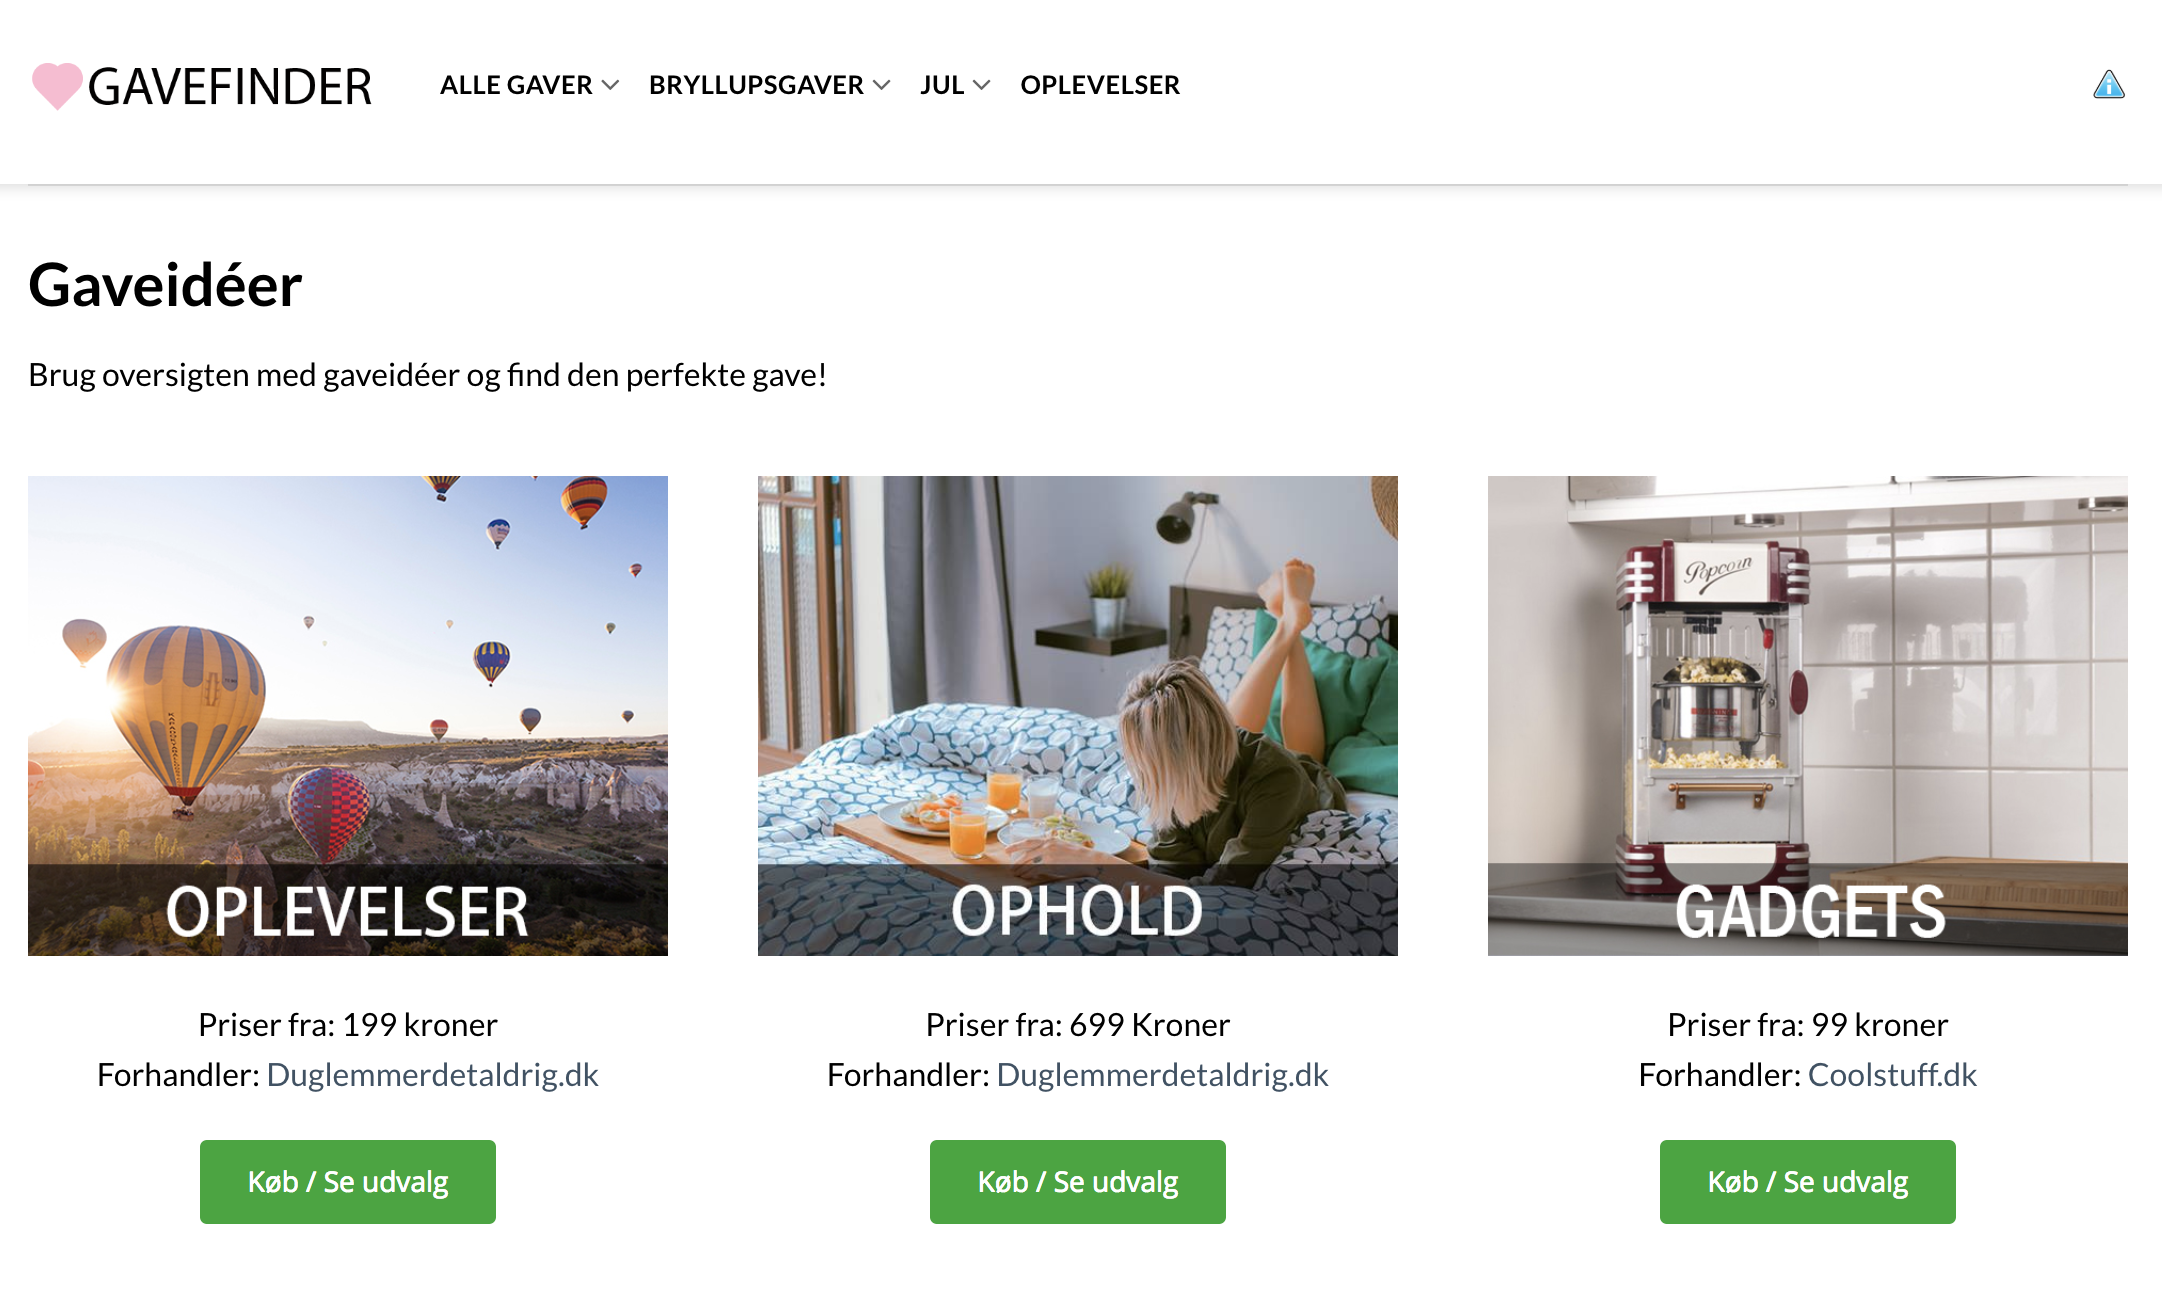 GAVEFINDER
ALLE GAVER
BRYLLUPSGAVER
JUL
OPLEVELSER
Gaveidéer
Brug oversigten med gaveidéer og find den perfekte gave!
Popcorn
OPLEVELSER
OPHOLD
GADGETS
Priser fra: 199 kroner
Forhandler: Duglemmerdetaldrig.dk
Køb / Se udvalg
Priser fra: 699 Kroner
Forhandler: Duglemmerdetaldrig.dk
Køb / Se udvalg
Priser fra: 99 kroner
Forhandler: Coolstuff.dk
Køb / Se udvalg